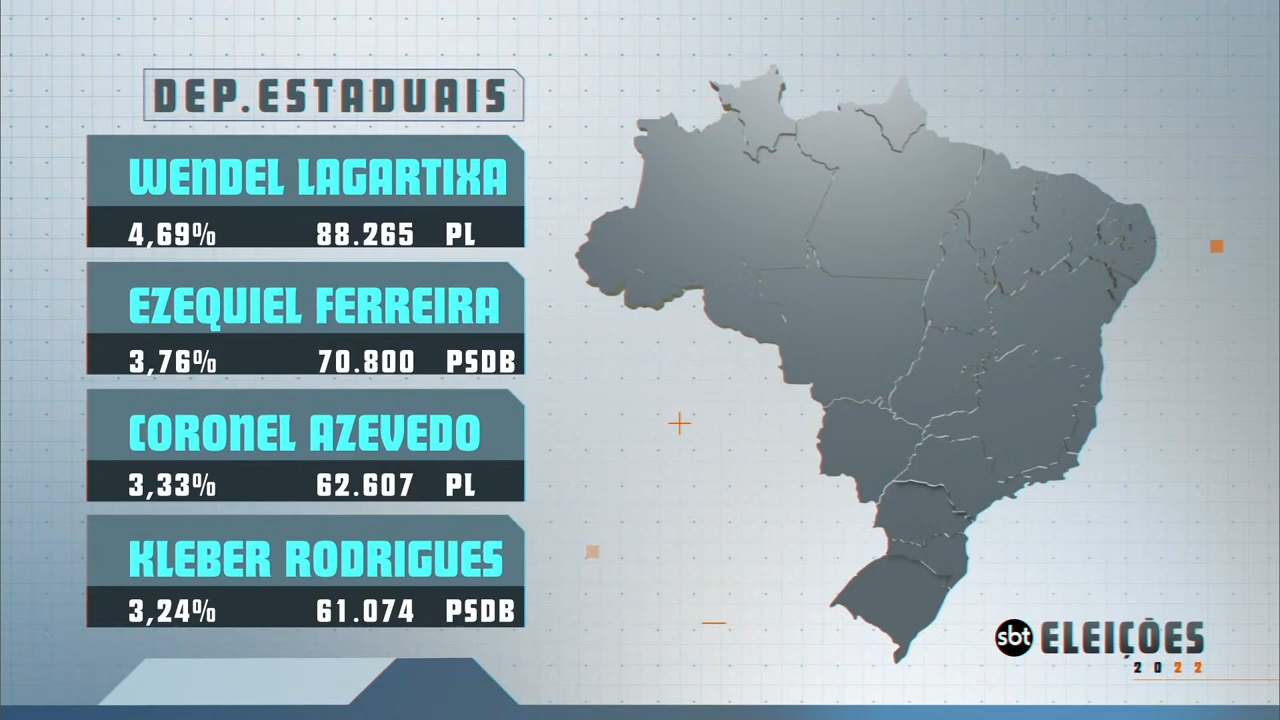 DEP.ESTADUAIS
WENDEL LAGARTIXA
4,69% 88.265 PL
EZEQUIEL FERREIRA
3,76% 70.800 PSDB
CORONEL AZEVEDO
3,33% 62.607 PL
KLEBER RODRIGUES
3,24% 61.074 PSDB
sbt ELEIÇÕES
2022